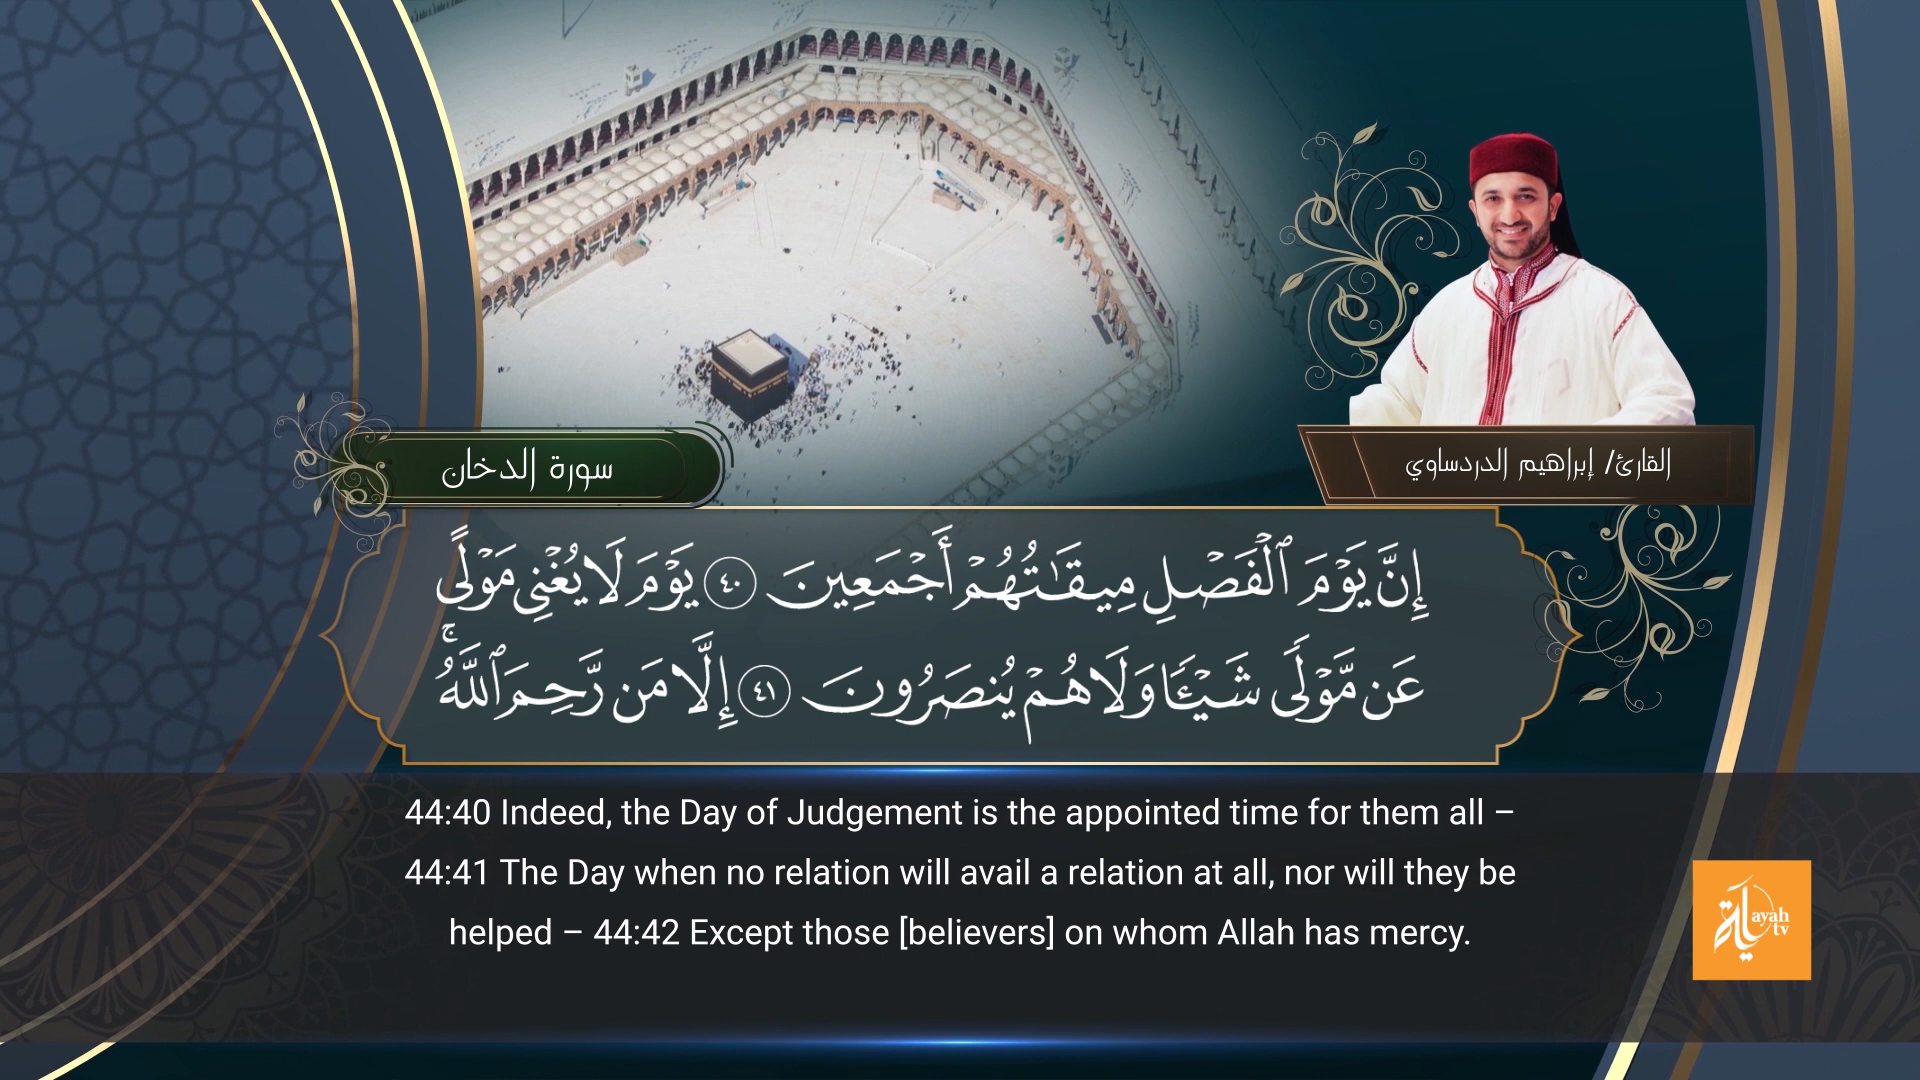 سورة الدخان
القارئ/ إبراهيم الدردساوي
إِنَّ يَوْمَ ٱلْفَصْلِ مِيقَـٰتُهُمْ أَجْمَعِينَ ٤٠ يَوْمَ لَا يُغْنِى مَوْلًى
عَن مَّوْلًى شَيْـًٔا وَلَا هُمْ يُنصَرُونَ ٤١ إِلَّا مَن رَّحِمَ ٱللَّهُ ۚ
44:40 Indeed, the Day of Judgement is the appointed time for them all –
44:41 The Day when no relation will avail a relation at all, nor will they be
helped – 44:42 Except those [believers] on whom Allah has mercy.
آية
ayah
tv